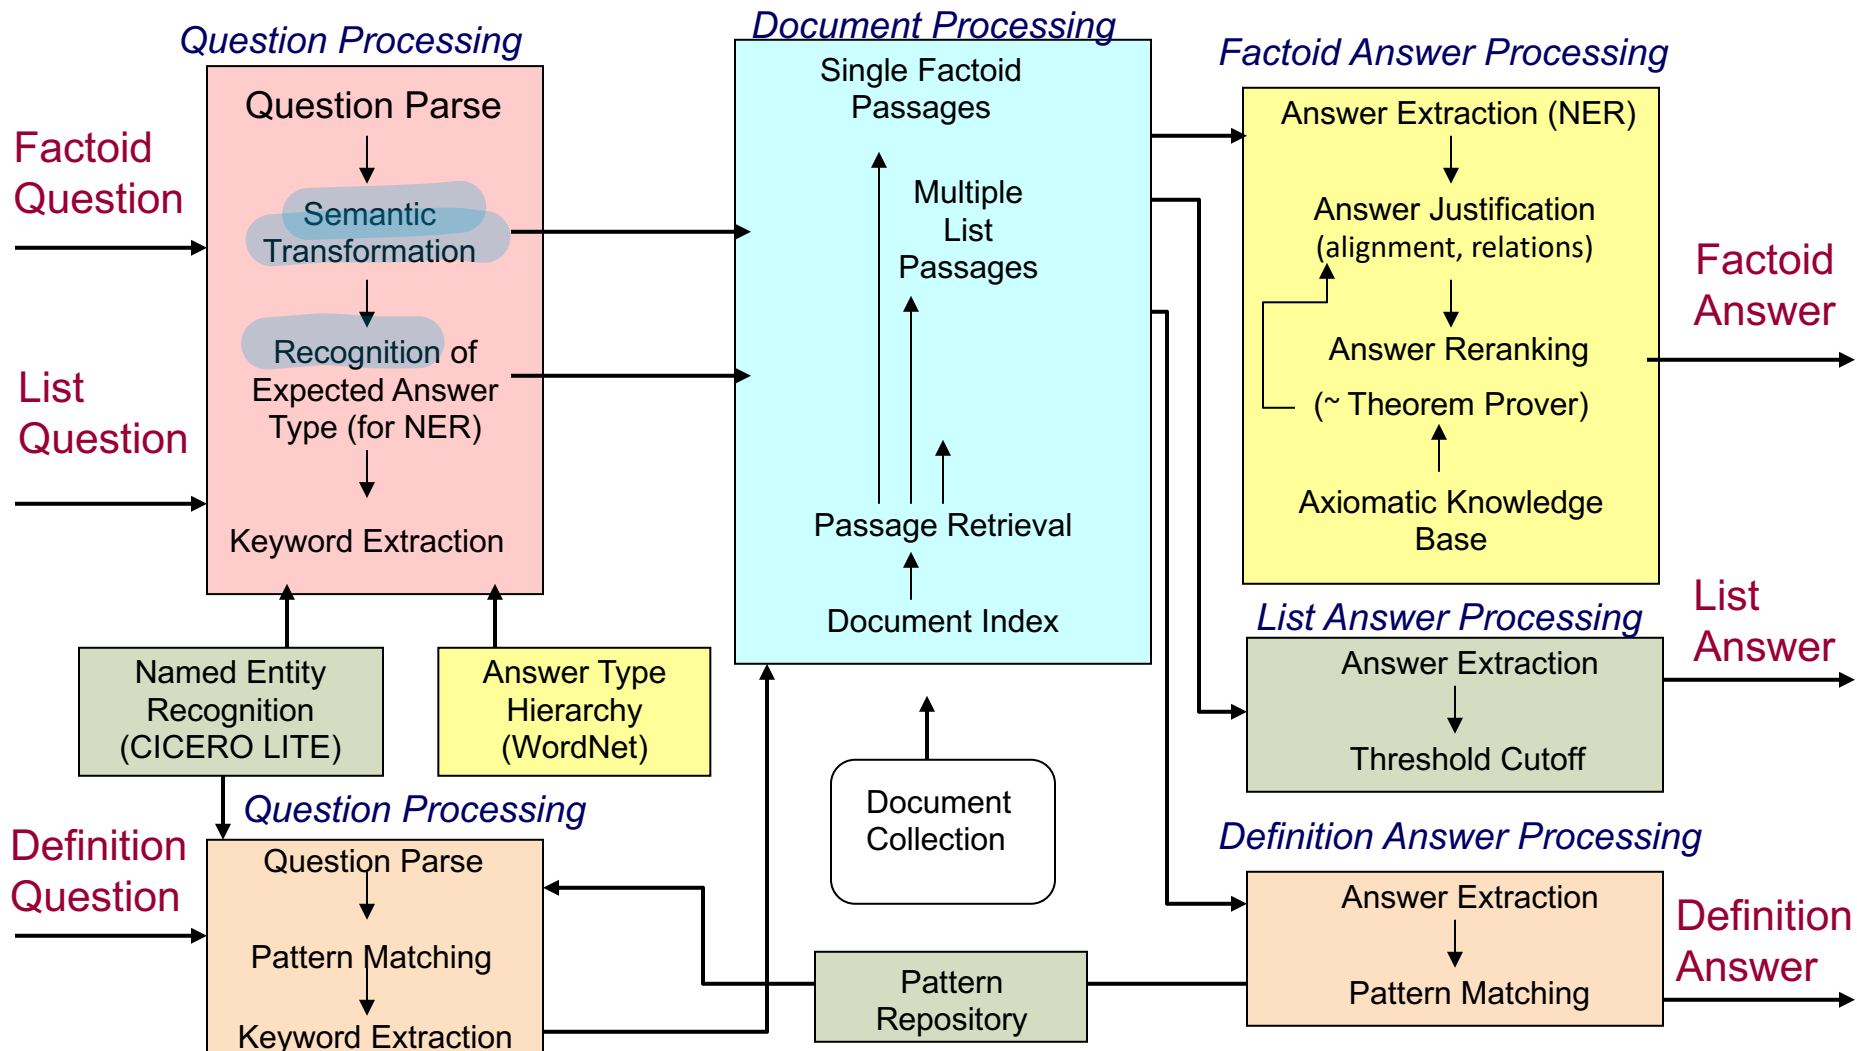 Question Processing
Document Processing
Factoid Answer Processing
Factoid
Question
List
Question
Question Parse
Semantic
Transformation
Recognition of
Expected Answer
Type (for NER)
Keyword Extraction
Single Factoid
Passages
Multiple
List
Passages
Passage Retrieval
Document Index
Answer Extraction (NER)
Answer Justification
(alignment, relations)
Answer Reranking
(~ Theorem Prover)
Axiomatic Knowledge
Base
Factoid
Answer
Named Entity
Recognition
(CICERO LITE)
Answer Type
Hierarchy
(WordNet)
Document
Collection
List Answer Processing
Answer Extraction
Threshold Cutoff
List
Answer
Question Processing
Definition
Question
Question Parse
Pattern Matching
Keyword Extraction
Pattern
Repository
Definition Answer Processing
Answer Extraction
Pattern Matching
Definition
Answer